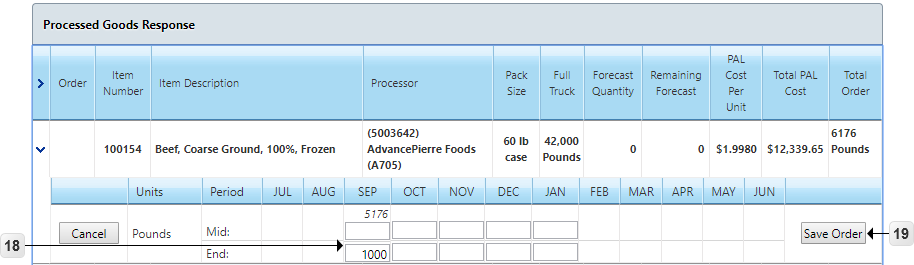 Processed Goods Response
Order Item Number Item Description Processor Pack Size Full Truck Forecast Quantity Remaining Forecast PAL Cost Per Unit Total PAL Cost Total Order
100154 Beef, Coarse Ground, 100%, Frozen (5003642) AdvancePierre Foods (A705) 60 lb case 42,000 Pounds 0 0 $1.9980 $12,339.65 6176 Pounds
Units Period JUL AUG SEP OCT NOV DEC JAN FEB MAR APR MAY JUN
5176
Cancel Pounds Mid: Save Order 19
18 End: 1000